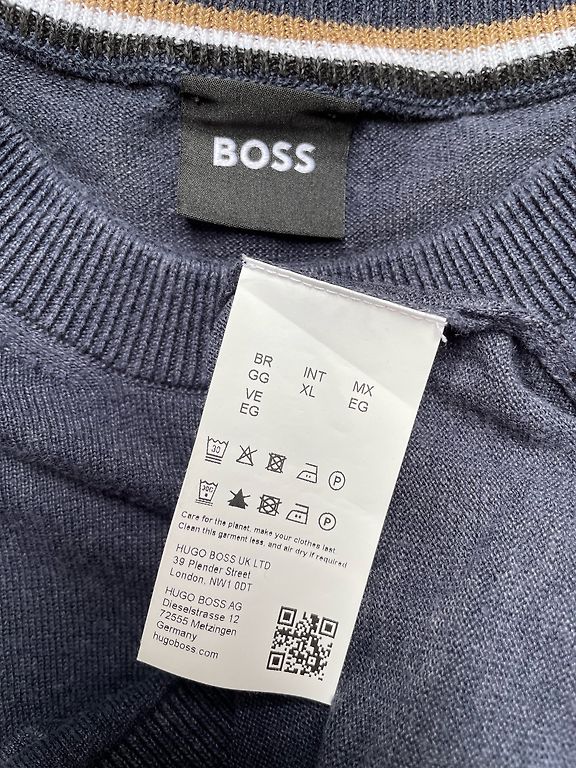 BOSS
BR INT MX
GG XL EG
VE
EG
30 P
30C P
Care for the planet, make your clothes last.
Clean this garment less, and air dry if required.
HUGO BOSS UK LTD
39 Plender Street
London, NW1 0DT
HUGO BOSS AG
Dieselstrasse 12
72555 Metzingen
Germany
hugoboss.com